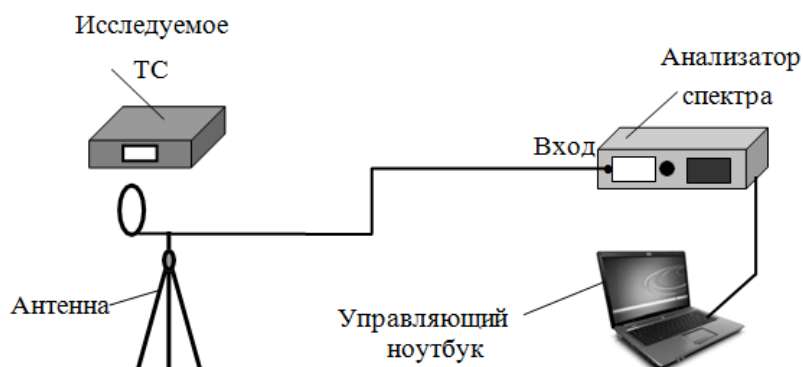 Исследуемое
ТС
Анализатор
спектра
Вход
Антенна
Управляющий
ноутбук